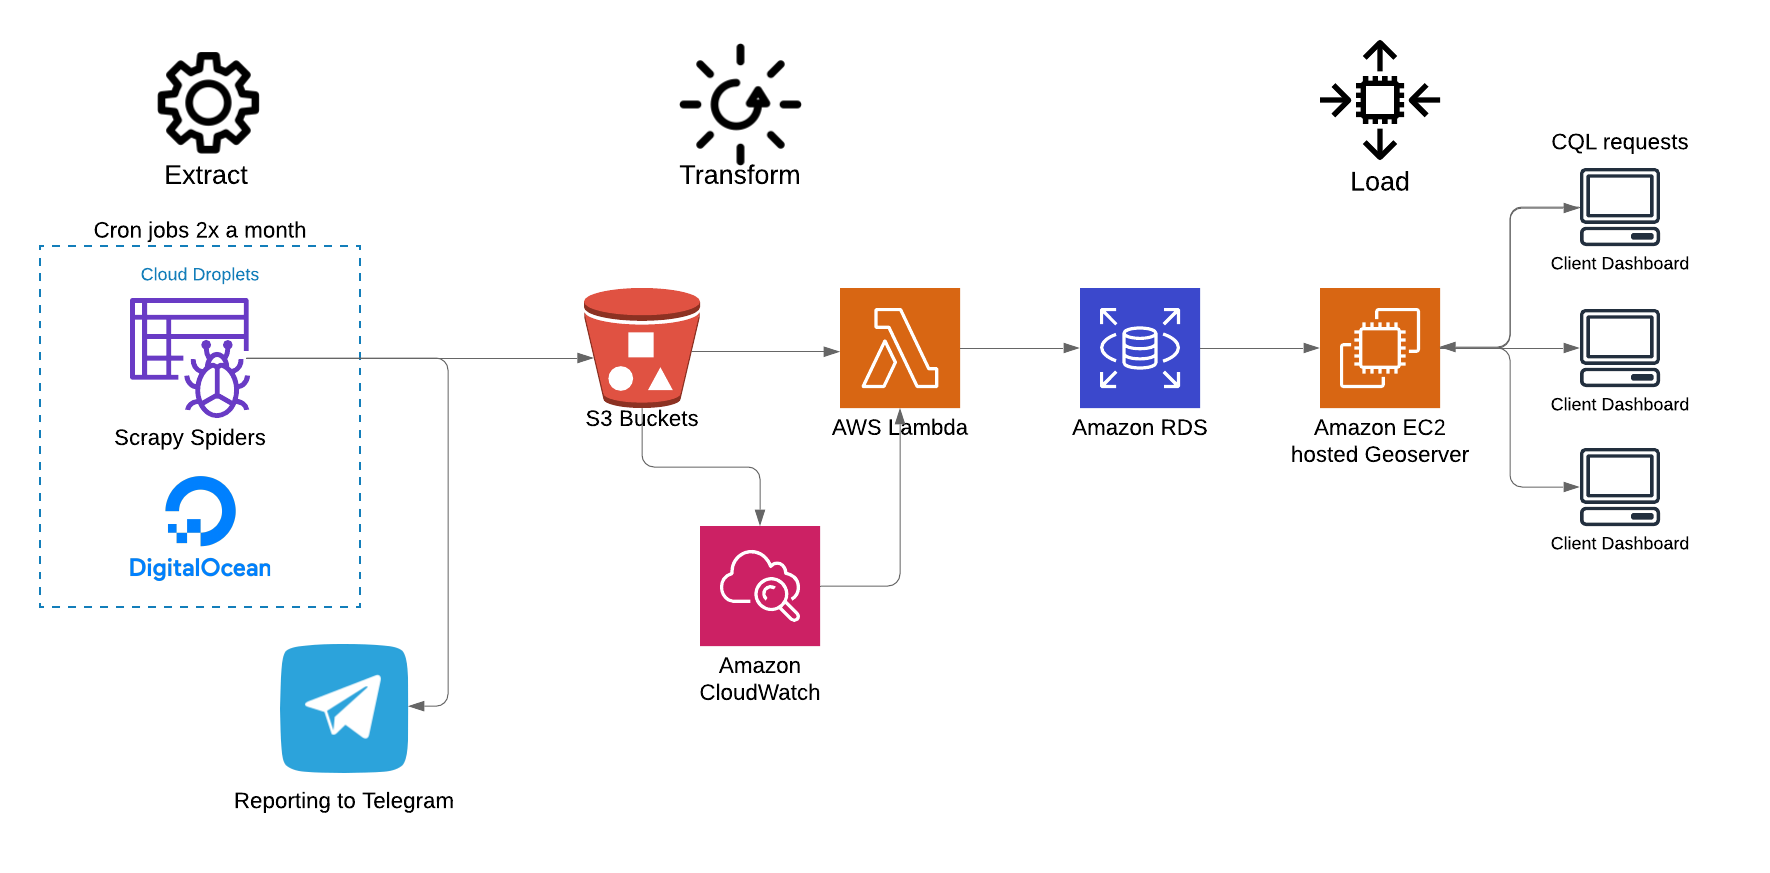 Extract
Transform
Load
CQL requests
Cron jobs 2x a month
Cloud Droplets
Scrapy Spiders
DigitalOcean
Reporting to Telegram
S3 Buckets
Amazon
CloudWatch
AWS Lambda
Amazon RDS
Amazon EC2
hosted Geoserver
Client Dashboard
Client Dashboard
Client Dashboard